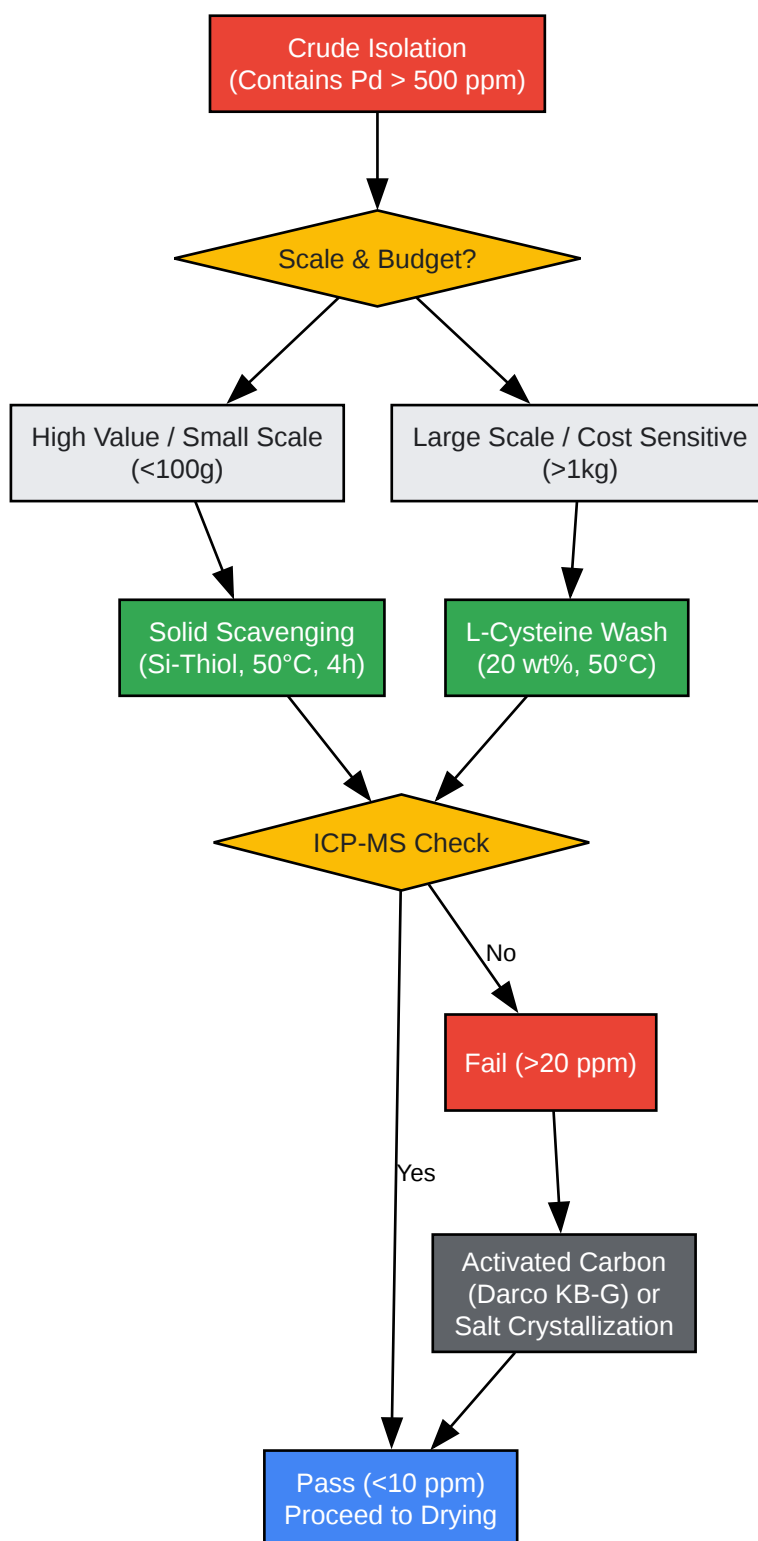 Crude Isolation
(Contains Pd > 500 ppm)
Scale & Budget?
High Value / Small Scale
(<100g)
Large Scale / Cost Sensitive
(>1kg)
Solid Scavenging
(Si-Thiol, 50°C, 4h)
L-Cysteine Wash
(20 wt%, 50°C)
ICP-MS Check
No
Fail (>20 ppm)
Yes
Activated Carbon
(Darco KB-G) or
Salt Crystallization
Pass (<10 ppm)
Proceed to Drying